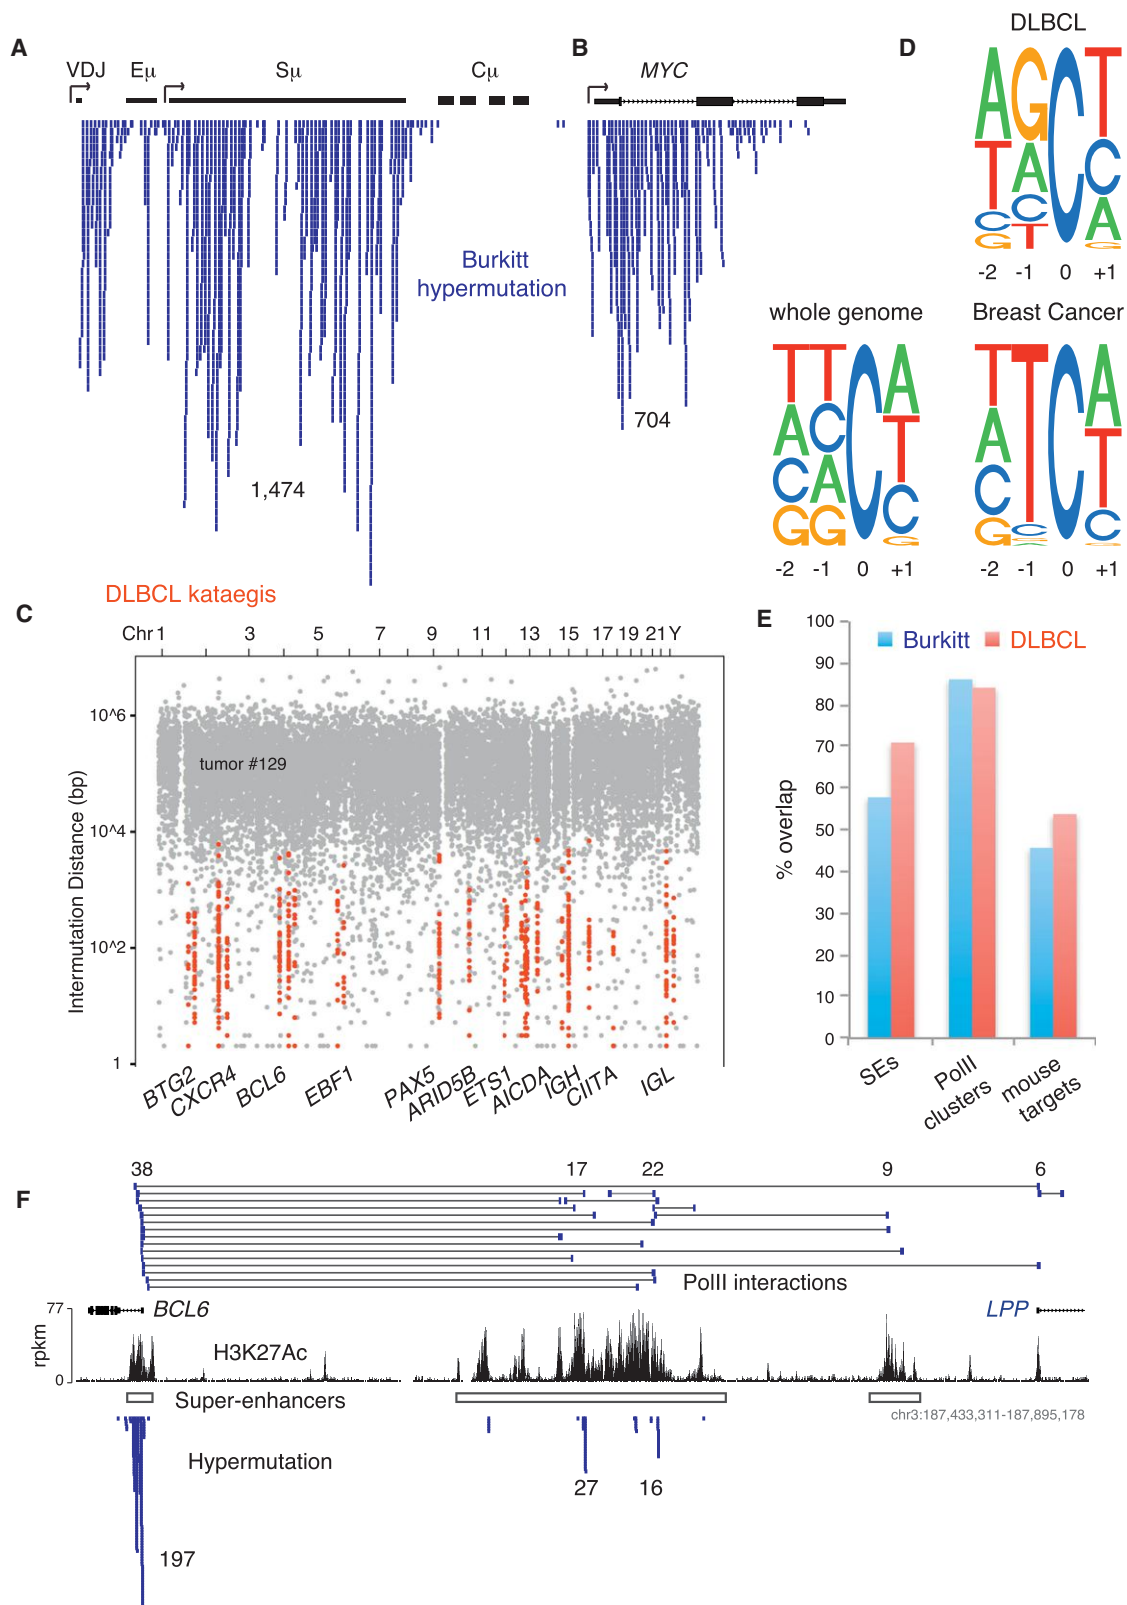 A
VDJ
Eμ
Sμ
Cμ
Burkitt
hypermutation
1,474
B
MYC
704
D
DLBCL
A G C T
T A C
C C A
G T G
-2 -1 0 +1
whole genome
T T C A
A C T
C A C
G G G
-2 -1 0 +1
Breast Cancer
T T C A
A T
C C C
G G G
-2 -1 0 +1
DLBCL kataegis
C
Chr 1 3 5 7 9 11 13 15 17 19 21 Y
Intermutation Distance (bp)
10^6
10^4
10^2
1
tumor #129
BTG2
CXCR4
BCL6
EBF1
PAX5
ARID5B
ETS1
AICDA
IGH
CIITA
IGL
E
Burkitt
DLBCL
% overlap
100
90
80
70
60
50
40
30
20
10
0
SEs
PolII
clusters
mouse
targets
F
38 17 22 9 6
PolII interactions
BCL6
LPP
77
rpkm
0
H3K27Ac
Super-enhancers
chr3:187,433,311-187,895,178
Hypermutation
27
16
197